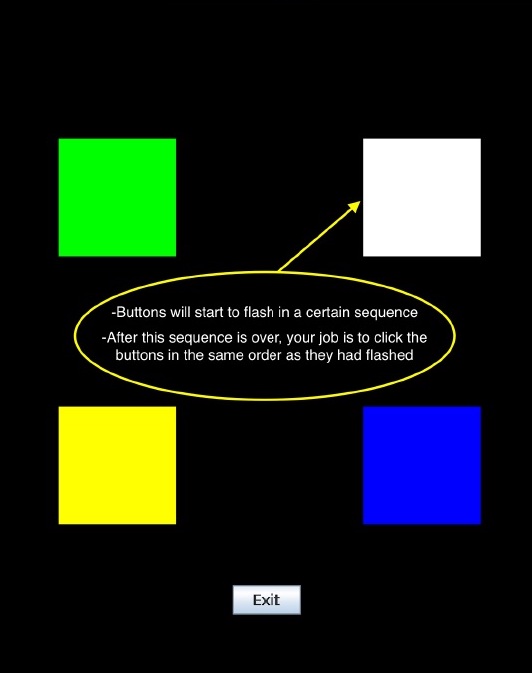 -Buttons will start to flash in a certain sequence
-After this sequence is over, your job is to click the
buttons in the same order as they had flashed
Exit